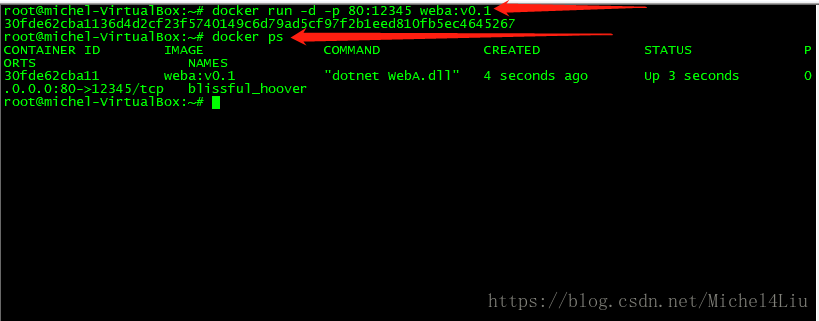 root@michel-VirtualBox:~# docker run -d -p 80:12345 weba:v0.1
30fde62cba1136d4d2cf23f5740149c6d79ad5cf97f2b1eed810fb5ec4645267
root@michel-VirtualBox:~# docker ps
CONTAINER ID        IMAGE               COMMAND             CREATED             STATUS              P
ORTS                   NAMES
30fde62cba11        weba:v0.1           "dotnet WebA.dll"   4 seconds ago       Up 3 seconds        0
.0.0.0:80->12345/tcp   blissful_hoover
root@michel-VirtualBox:~#
https://blog.csdn.net/Michel4Liu